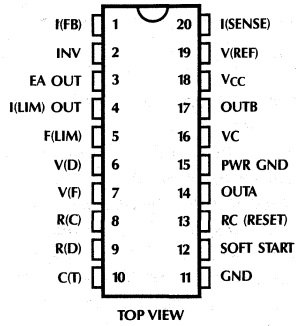 I(FB) 1 20 I(SENSE)
INV 2 19 V(REF)
EA OUT 3 18 VCC
I(LIM) OUT 4 17 OUTB
F(LIM) 5 16 VC
V(D) 6 15 PWR GND
V(F) 7 14 OUTA
R(C) 8 13 RC (RESET)
R(D) 9 12 SOFT START
C(T) 10 11 GND
TOP VIEW